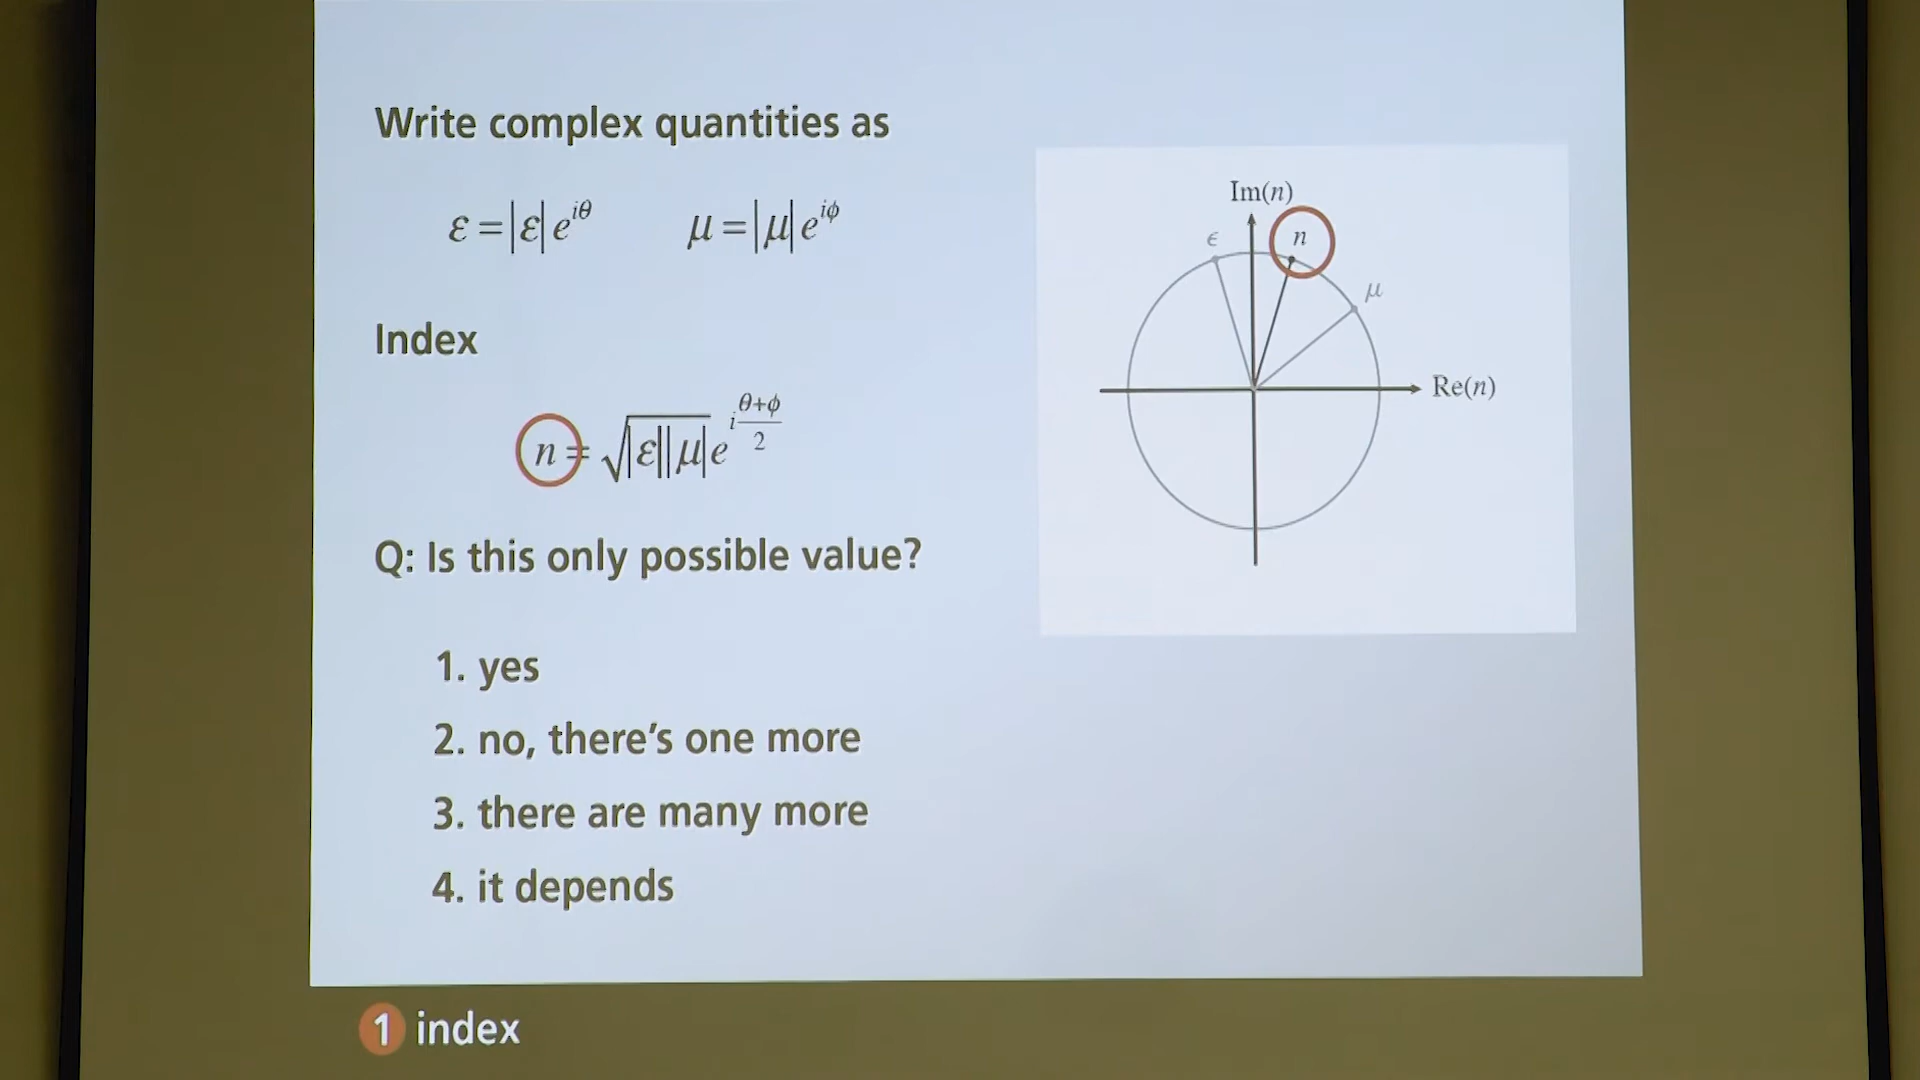 Write complex quantities as
ε = |ε| e^{iθ} μ = |μ| e^{iφ}
Index
n = √|ε||μ| e^{i(θ+φ)/2}
Q: Is this only possible value?
1. yes
2. no, there's one more
3. there are many more
4. it depends
Im(n)
ϵ n
μ
Re(n)
1 index